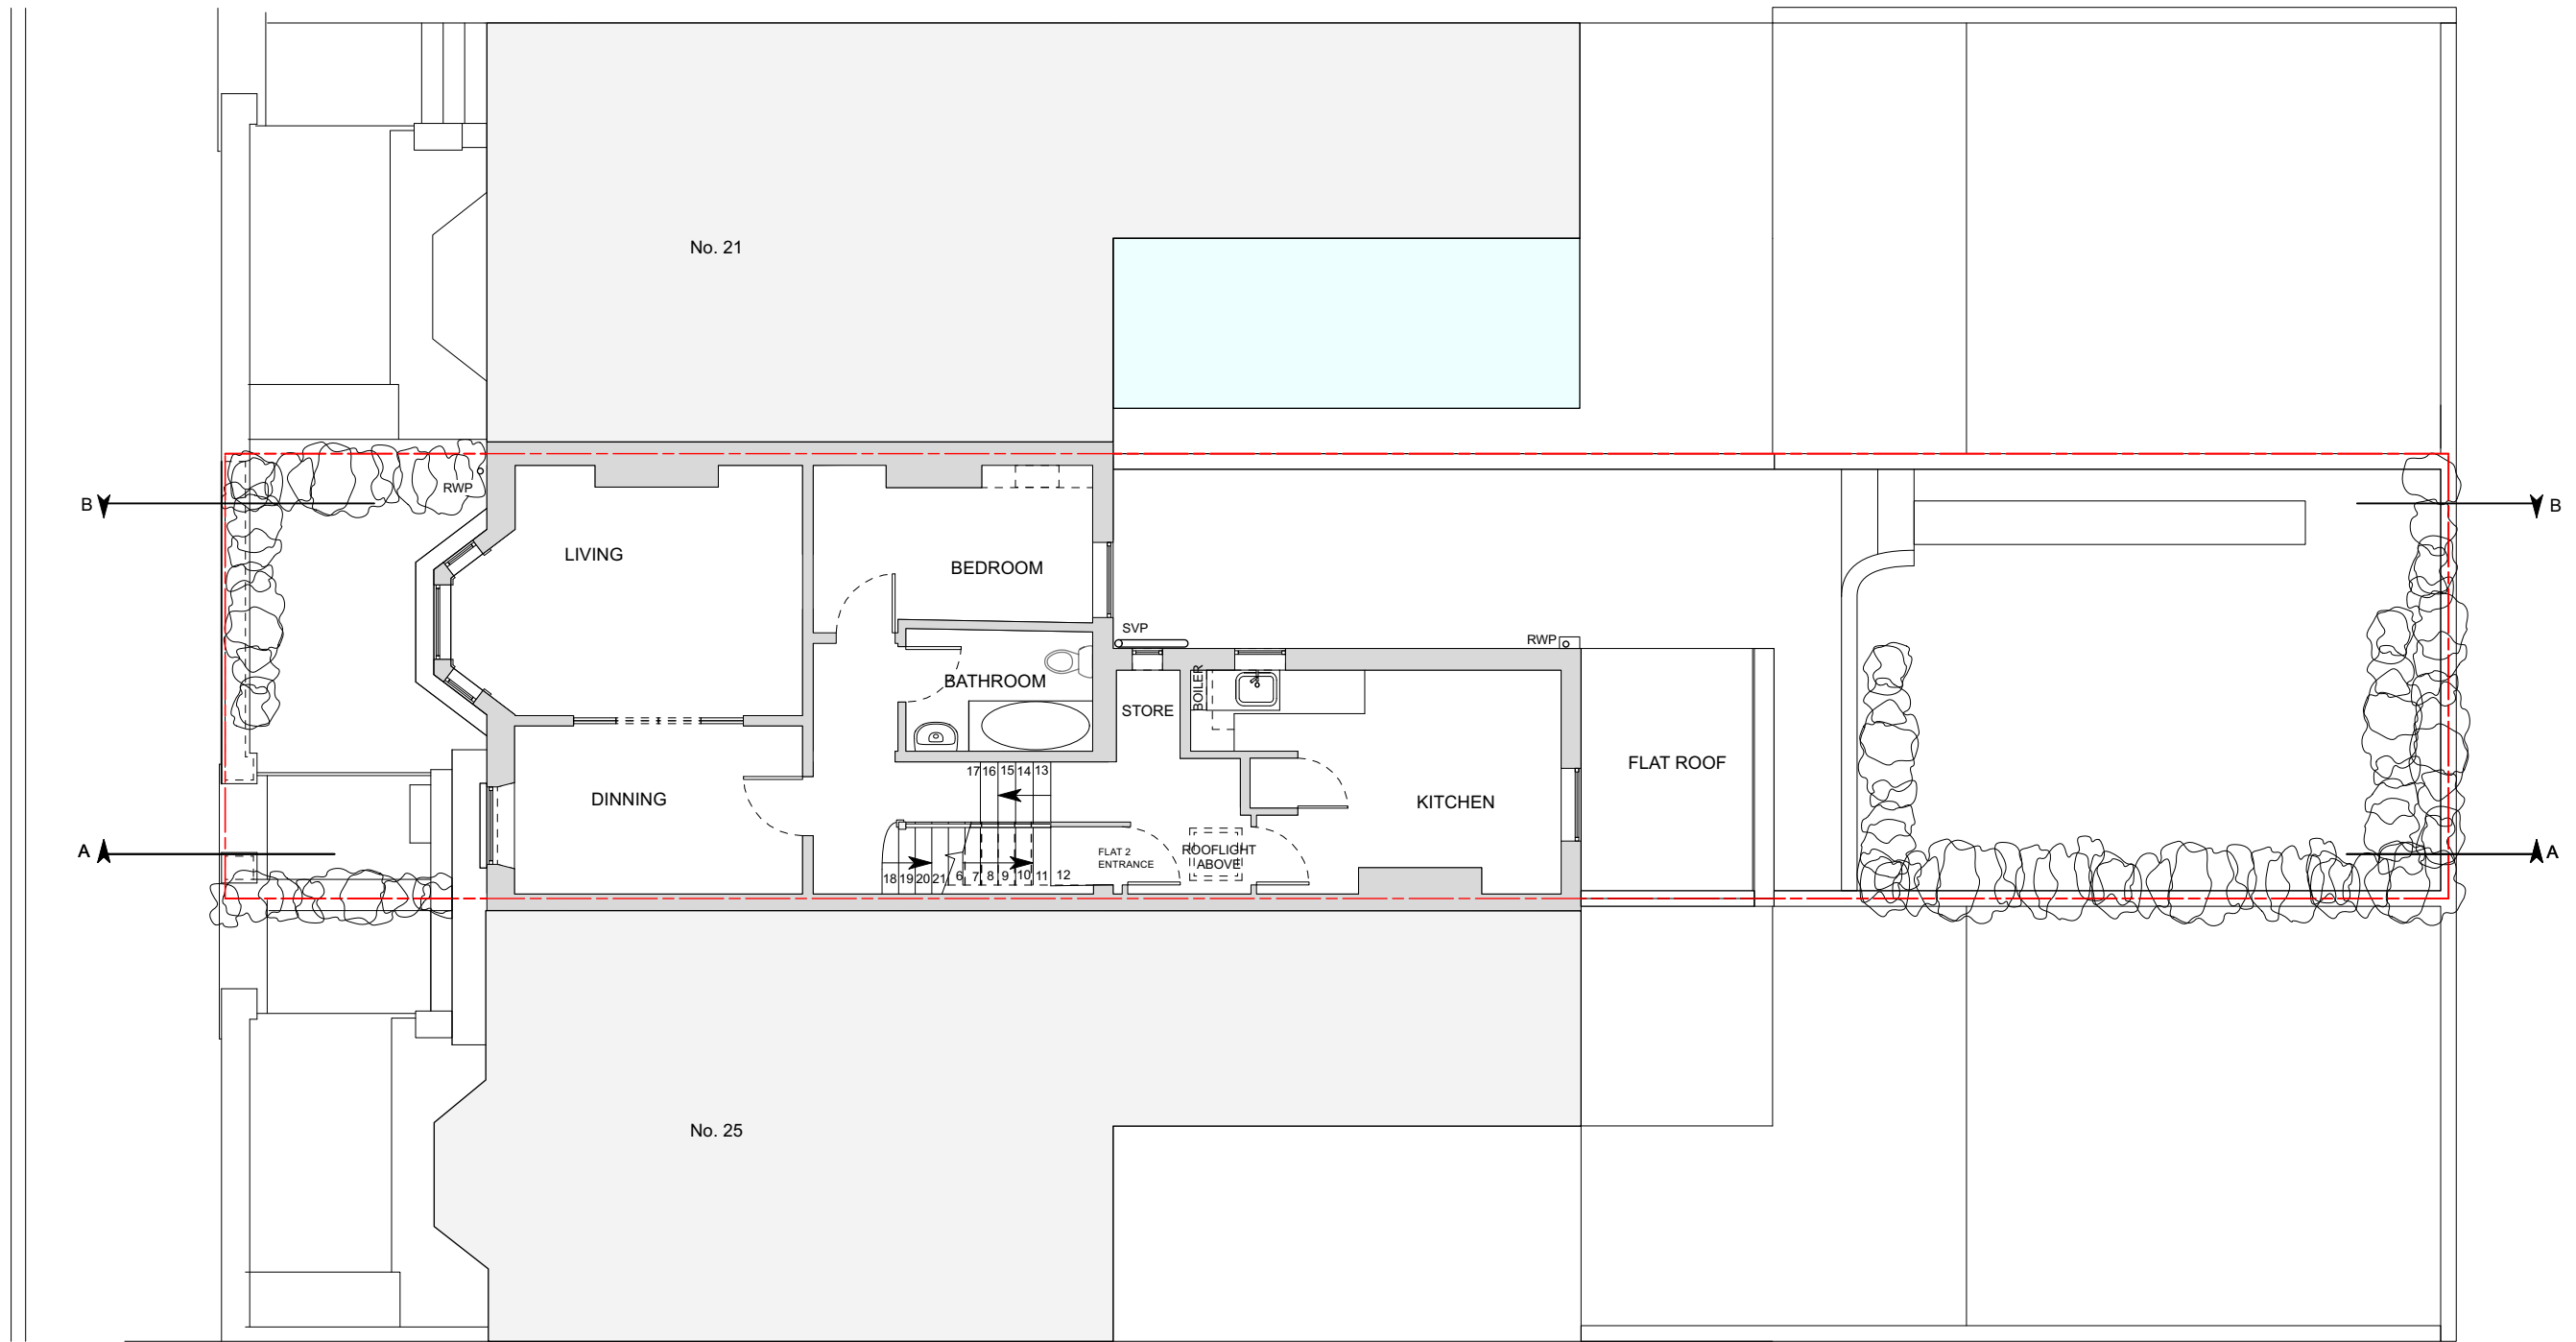 No. 21
RWP
B
B
LIVING
BEDROOM
SVP
RWP
BATHROOM
BOILER
STORE
FLAT ROOF
17 16 15 14 13
DINNING
KITCHEN
A
A
FLAT 2
ENTRANCE
ROOFLIGHT
ABOVE
18 19 20 21 6 7 8 9 10 11 12
No. 25